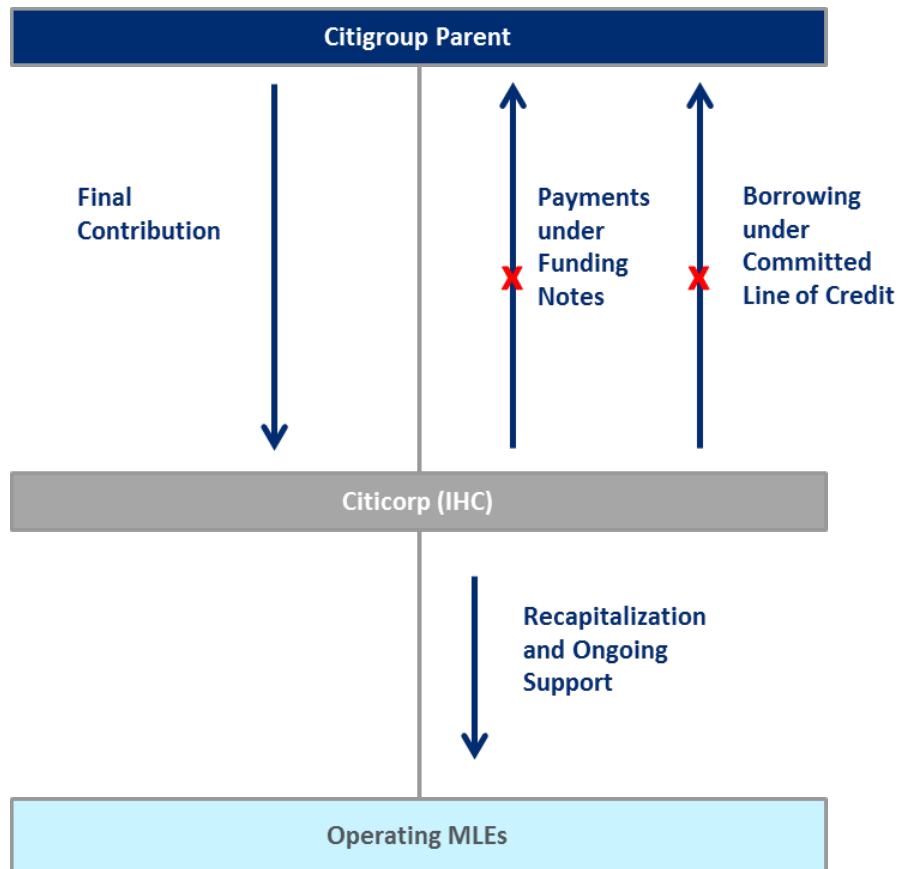 Citigroup Parent
Final
Contribution
Payments
under
Funding
Notes
Borrowing
under
Committed
Line of Credit
X
X
Citicorp (IHC)
Recapitalization
and Ongoing
Support
Operating MLEs